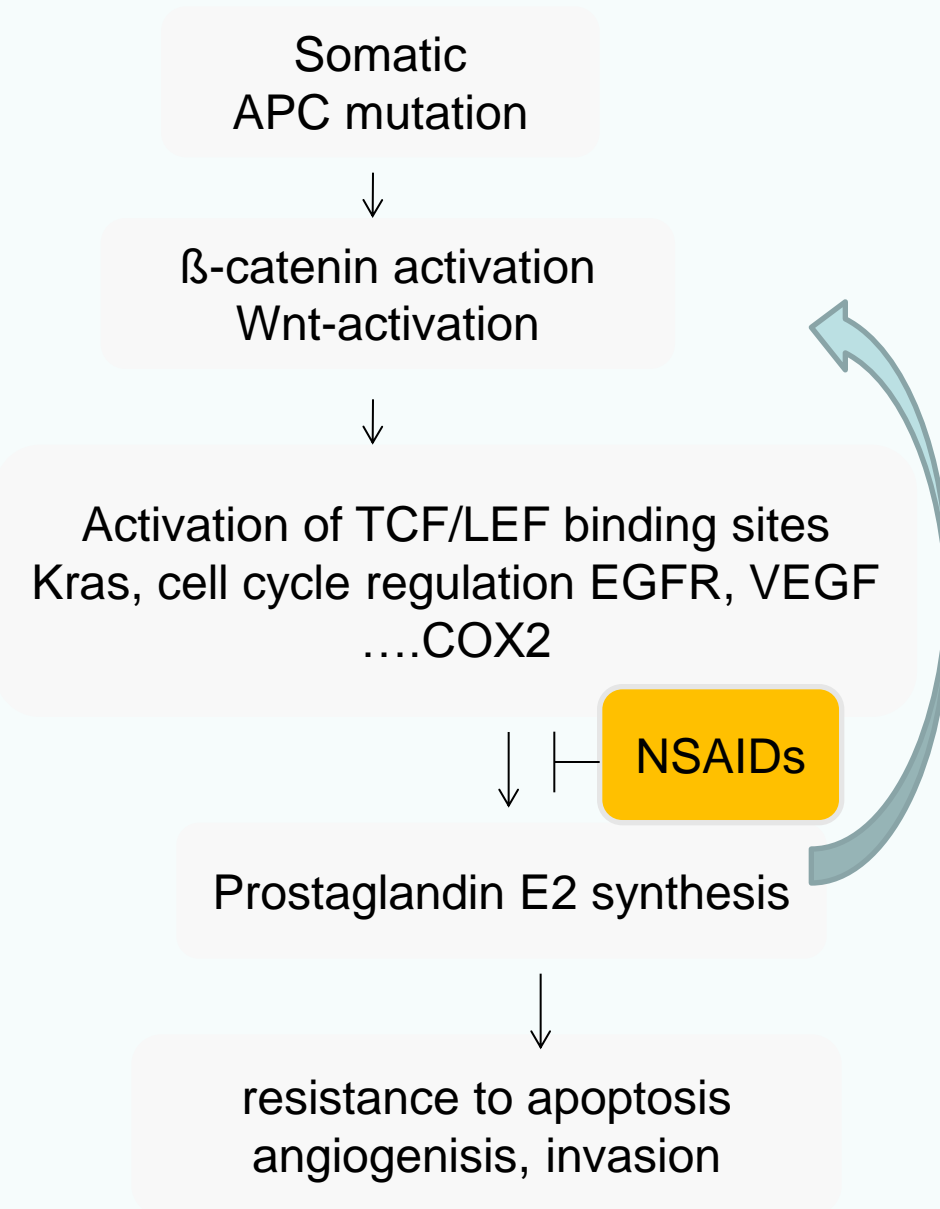 Somatic
APC mutation
ß-catenin activation
Wnt-activation
Activation of TCF/LEF binding sites
Kras, cell cycle regulation EGFR, VEGF
....COX2
NSAIDs
Prostaglandin E2 synthesis
resistance to apoptosis
angiogenisis, invasion